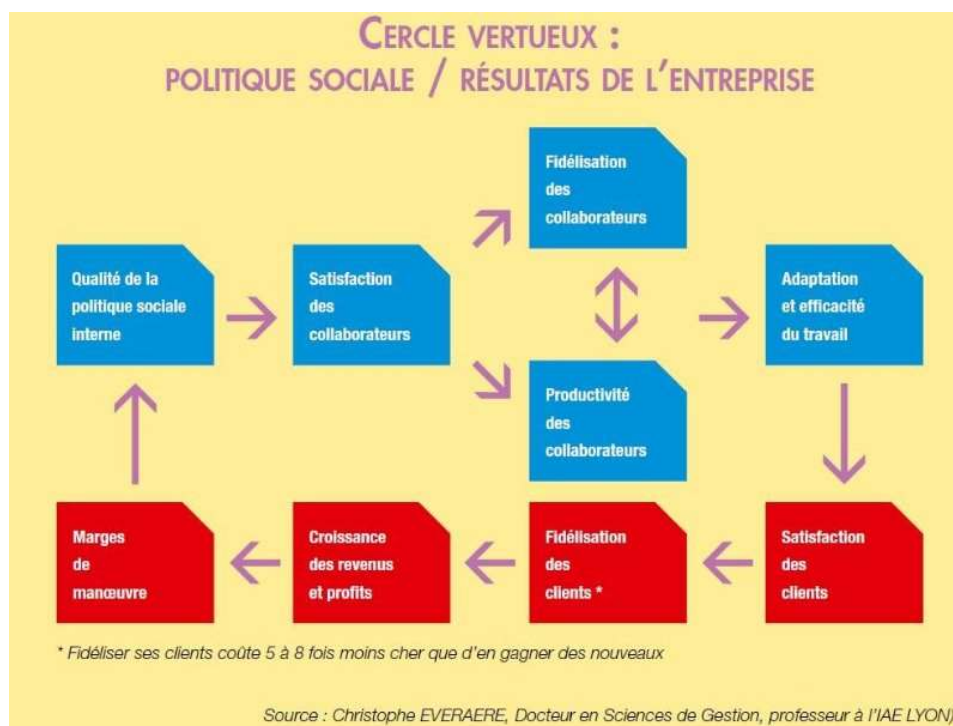 CERCLE VERTUEUX :
POLITIQUE SOCIALE / RÉSULTATS DE L'ENTREPRISE
Fidélisation
des
collaborateurs
Qualité de la
politique sociale
interne
Satisfaction
des
collaborateurs
Adaptation
et efficacité
du travail
Productivité
des
collaborateurs
Marges
de
manœuvre
Croissance
des revenus
et profits
Fidélisation
des
clients *
Satisfaction
des
clients
* Fidéliser ses clients coûte 5 à 8 fois moins cher que d'en gagner des nouveaux
Source : Christophe EVERAERE, Docteur en Sciences de Gestion, professeur à l'IAE LYON)